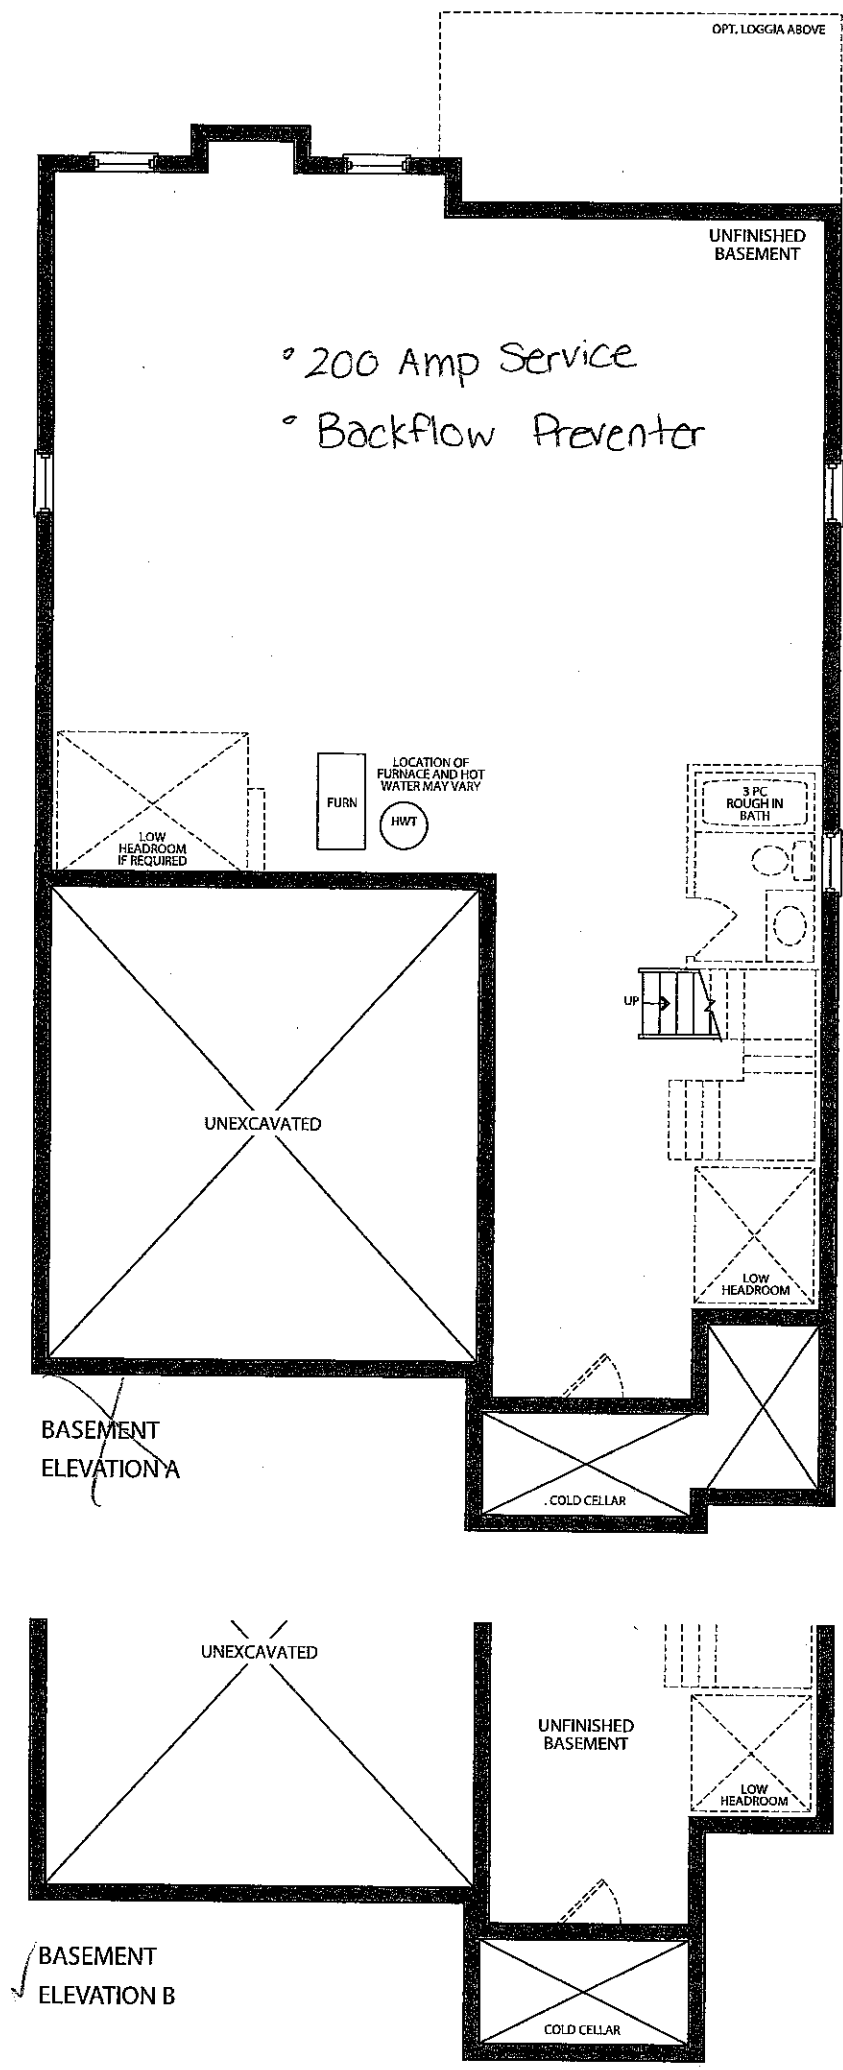 OPT. LOGGIA ABOVE
UNFINISHED
BASEMENT
° 200 Amp Service
° Backflow Preventer
LOCATION OF
FURNACE AND HOT
WATER MAY VARY
FURN
HWT
LOW
HEADROOM
IF REQUIRED
3 PC
ROUGH IN
BATH
UP
UNEXCAVATED
LOW
HEADROOM
BASEMENT
ELEVATION A
COLD CELLAR
UNEXCAVATED
UNFINISHED
BASEMENT
LOW
HEADROOM
BASEMENT
ELEVATION B
COLD CELLAR